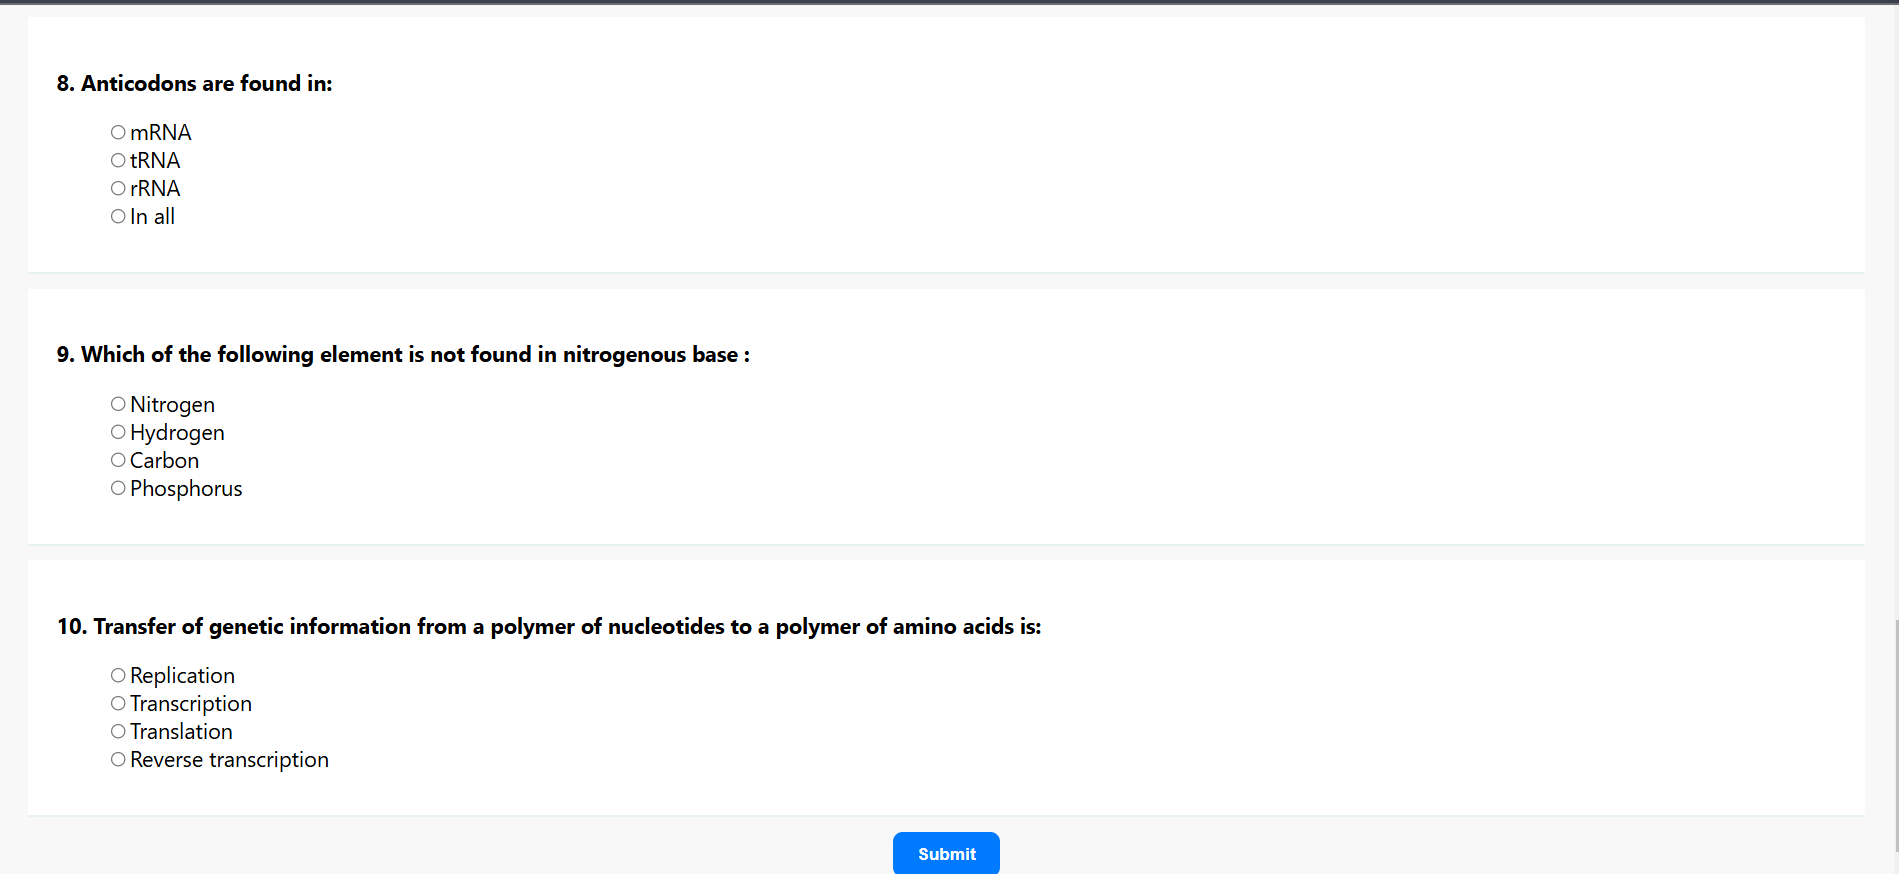 8. Anticodons are found in:
mRNA
tRNA
rRNA
In all
9. Which of the following element is not found in nitrogenous base :
Nitrogen
Hydrogen
Carbon
Phosphorus
10. Transfer of genetic information from a polymer of nucleotides to a polymer of amino acids is:
Replication
Transcription
Translation
Reverse transcription
Submit